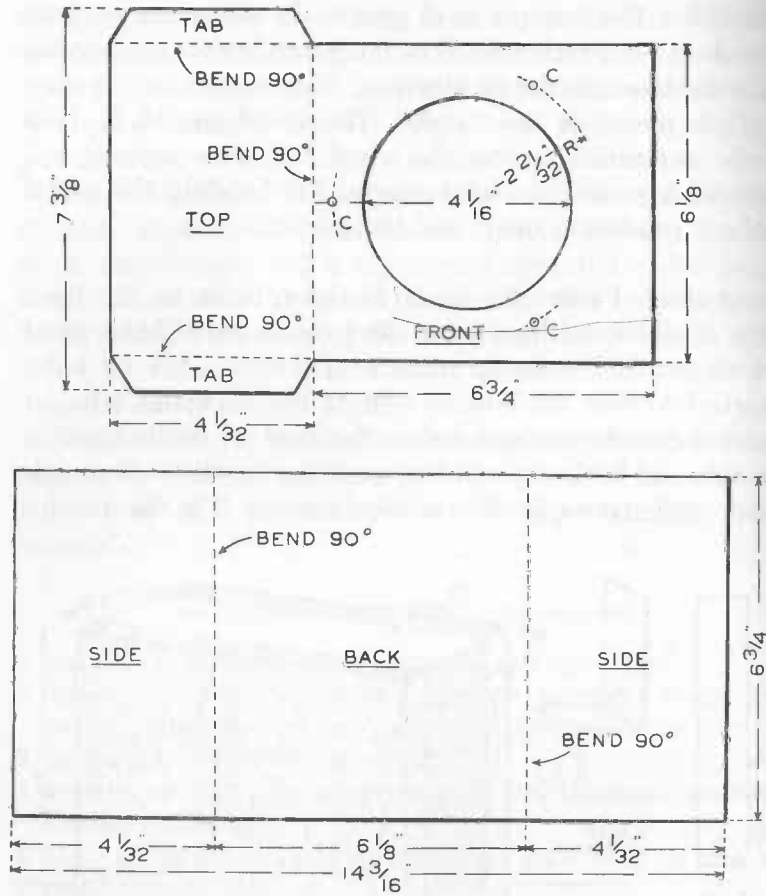 TAB
BEND 90°
C
BEND 90°
7 3/8"
TOP
C
4 1/16
2 21/32 R
6 1/8
BEND 90°
FRONT
C
TAB
6 3/4
4 1/32"
BEND 90°
SIDE
BACK
SIDE
6 3/4"
BEND 90°
4 1/32"
6 1/8"
4 1/32"
14 3/16"